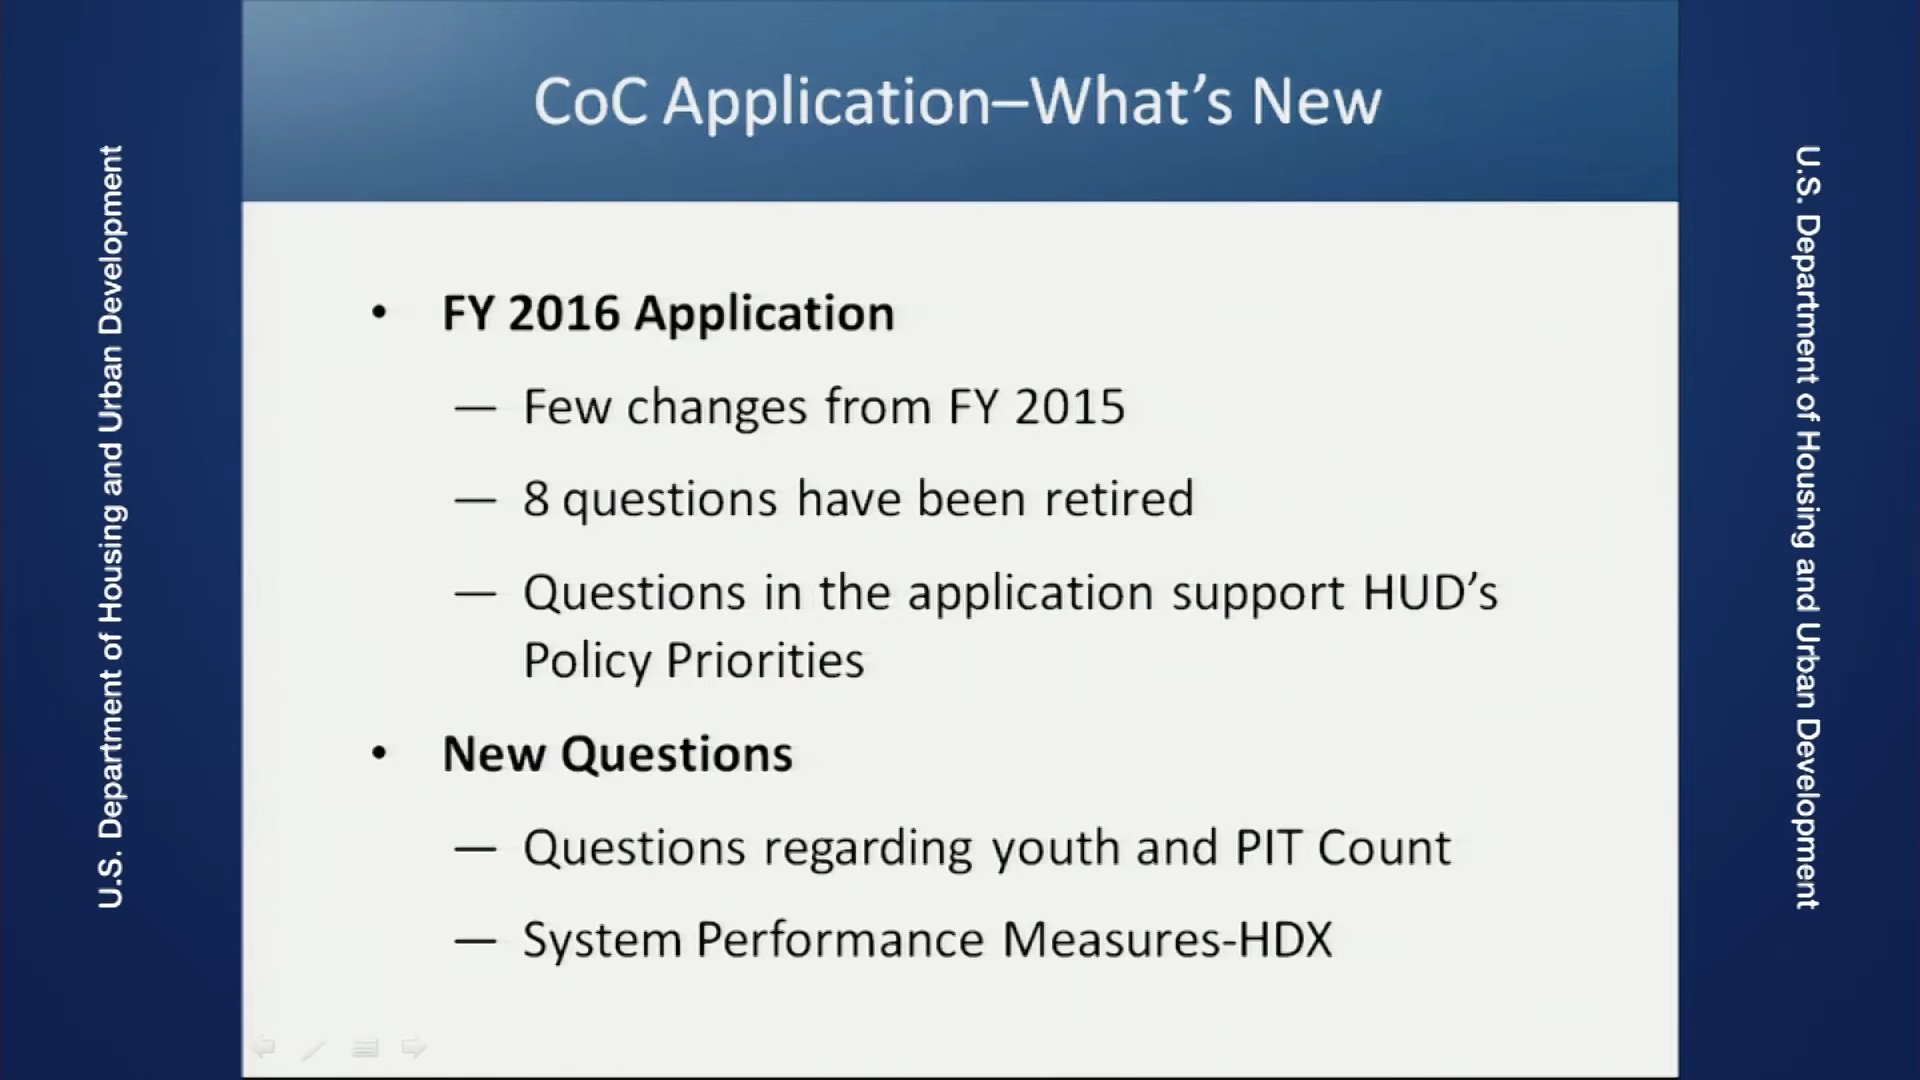 CoC Application–What's New
• FY 2016 Application
— Few changes from FY 2015
— 8 questions have been retired
— Questions in the application support HUD's
Policy Priorities
• New Questions
— Questions regarding youth and PIT Count
— System Performance Measures-HDX
U.S. Department of Housing and Urban Development
U.S. Department of Housing and Urban Development